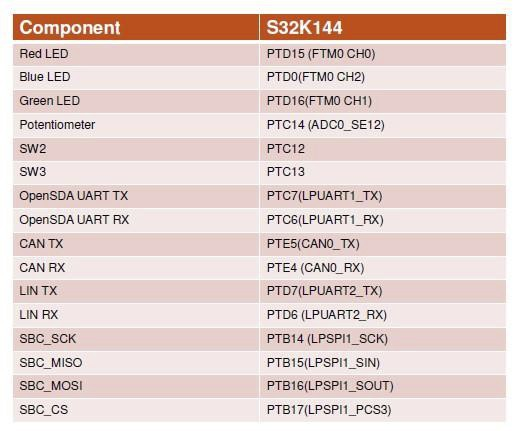 Component S32K144
Red LED PTD15 (FTM0 CH0)
Blue LED PTD0(FTM0 CH2)
Green LED PTD16(FTM0 CH1)
Potentiometer PTC14 (ADC0_SE12)
SW2 PTC12
SW3 PTC13
OpenSDA UART TX PTC7(LPUART1_TX)
OpenSDA UART RX PTC6(LPUART1_RX)
CAN TX PTE5(CAN0_TX)
CAN RX PTE4 (CAN0_RX)
LIN TX PTD7(LPUART2_TX)
LIN RX PTD6 (LPUART2_RX)
SBC_SCK PTB14 (LPSPI1_SCK)
SBC_MISO PTB15(LPSPI1_SIN)
SBC_MOSI PTB16(LPSPI1_SOUT)
SBC_CS PTB17(LPSPI1_PCS3)